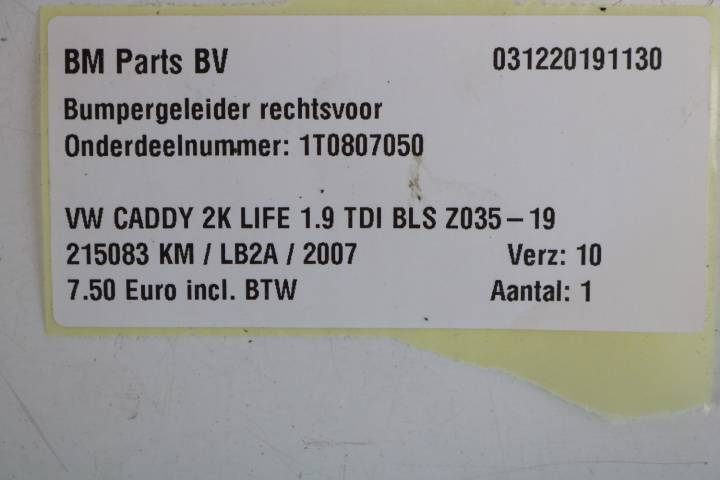 BM Parts BV 031220191130
Bumpergeleider rechtsvoor
Onderdeelnummer: 1T0807050
VW CADDY 2K LIFE 1.9 TDI BLS Z035 – 19
215083 KM / LB2A / 2007 Verz: 10
7.50 Euro incl. BTW Aantal: 1